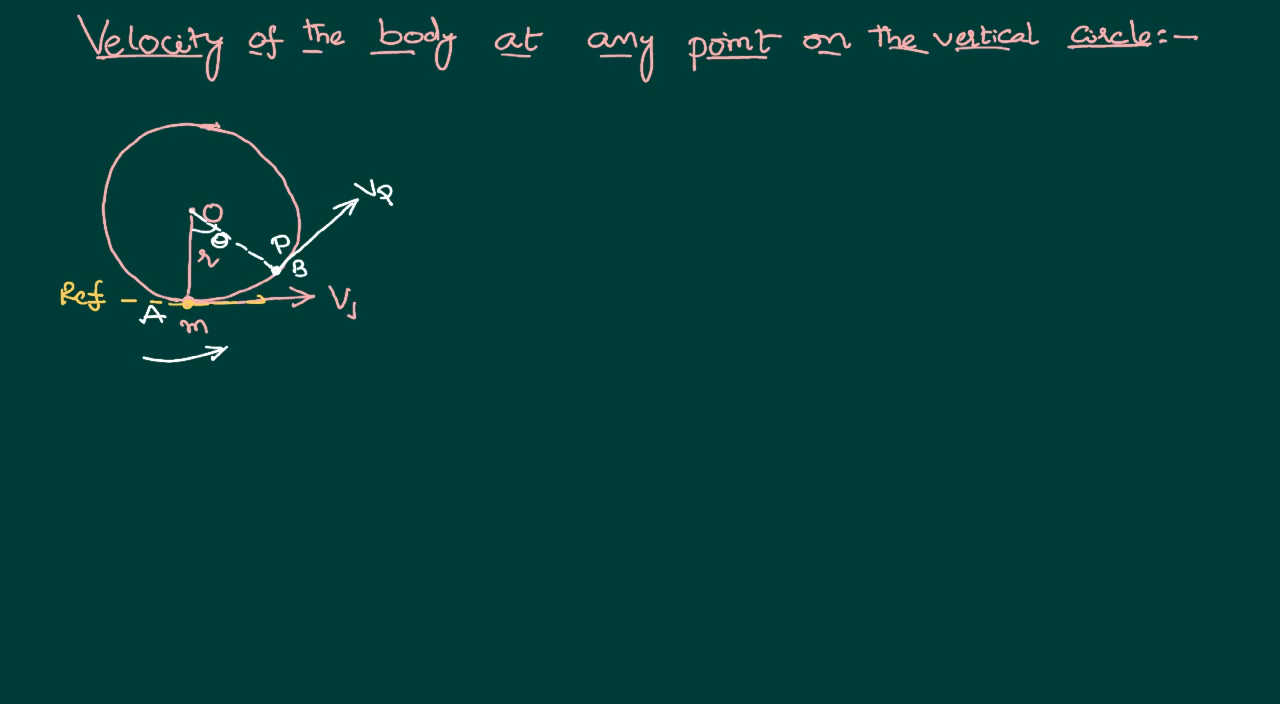 Velocity of the body at any point on the vertical circle:-
V_P
O
θ
P
r
B
Ref
V_1
A
m